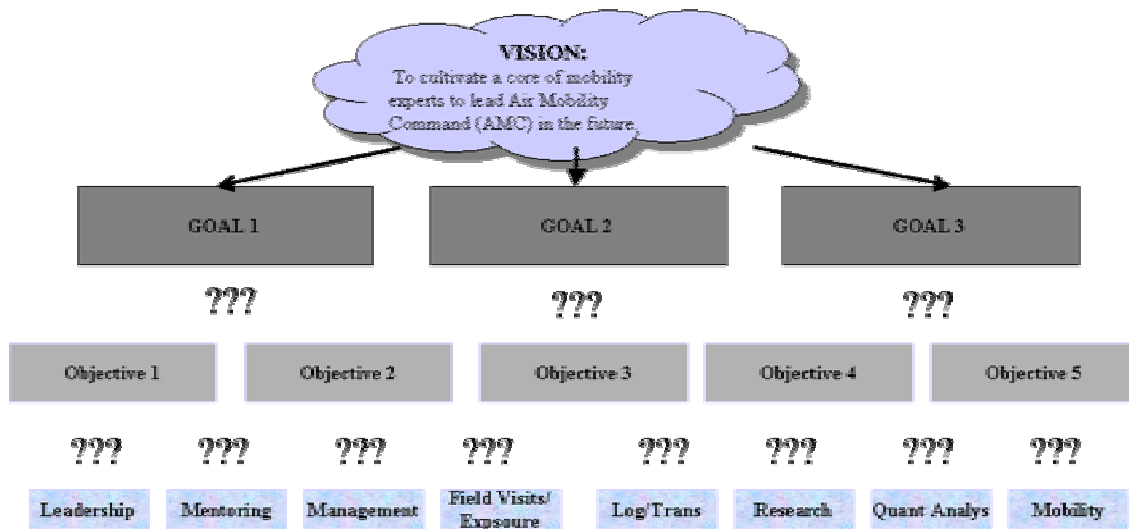 VISION:
To cultivate a core of mobility
experts to lead Air Mobility
Command (AMC) in the future
GOAL 1
GOAL 2
GOAL 3
???
???
???
Objective 1
Objective 2
Objective 3
Objective 4
Objective 5
???
???
???
???
???
???
???
???
Leadership
Mentoring
Management
Field Visits/
Exposure
Log/Trans
Research
Quant Analys
Mobility